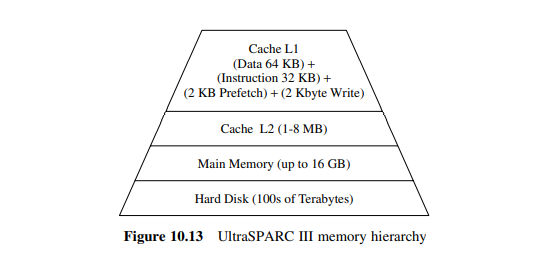 Cache L1
(Data 64 KB) +
(Instruction 32 KB) +
(2 KB Prefetch) + (2 Kbyte Write)
Cache L2 (1-8 MB)
Main Memory (up to 16 GB)
Hard Disk (100s of Terabytes)
Figure 10.13 UltraSPARC III memory hierarchy